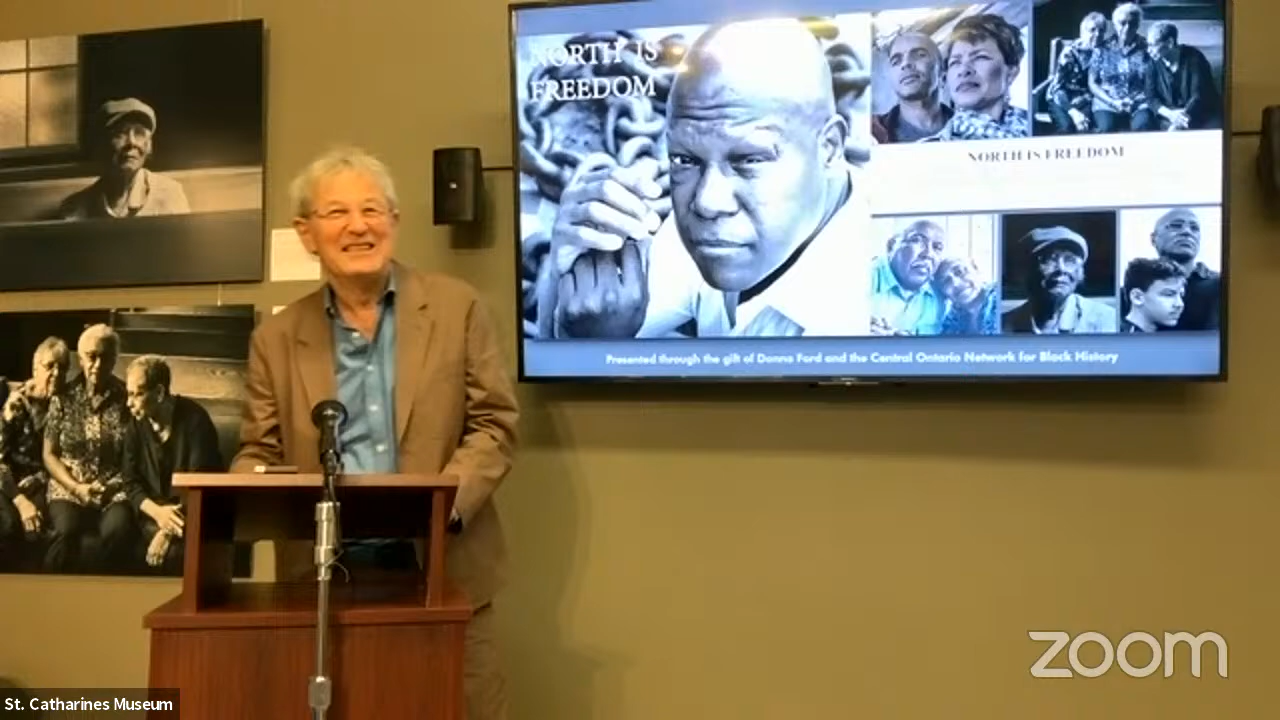 NORTH IS
FREEDOM
NORTH IS FREEDOM
Presented through the gift of Donna Ford and the Central Ontario Network for Black History
zoom
St. Catharines Museum